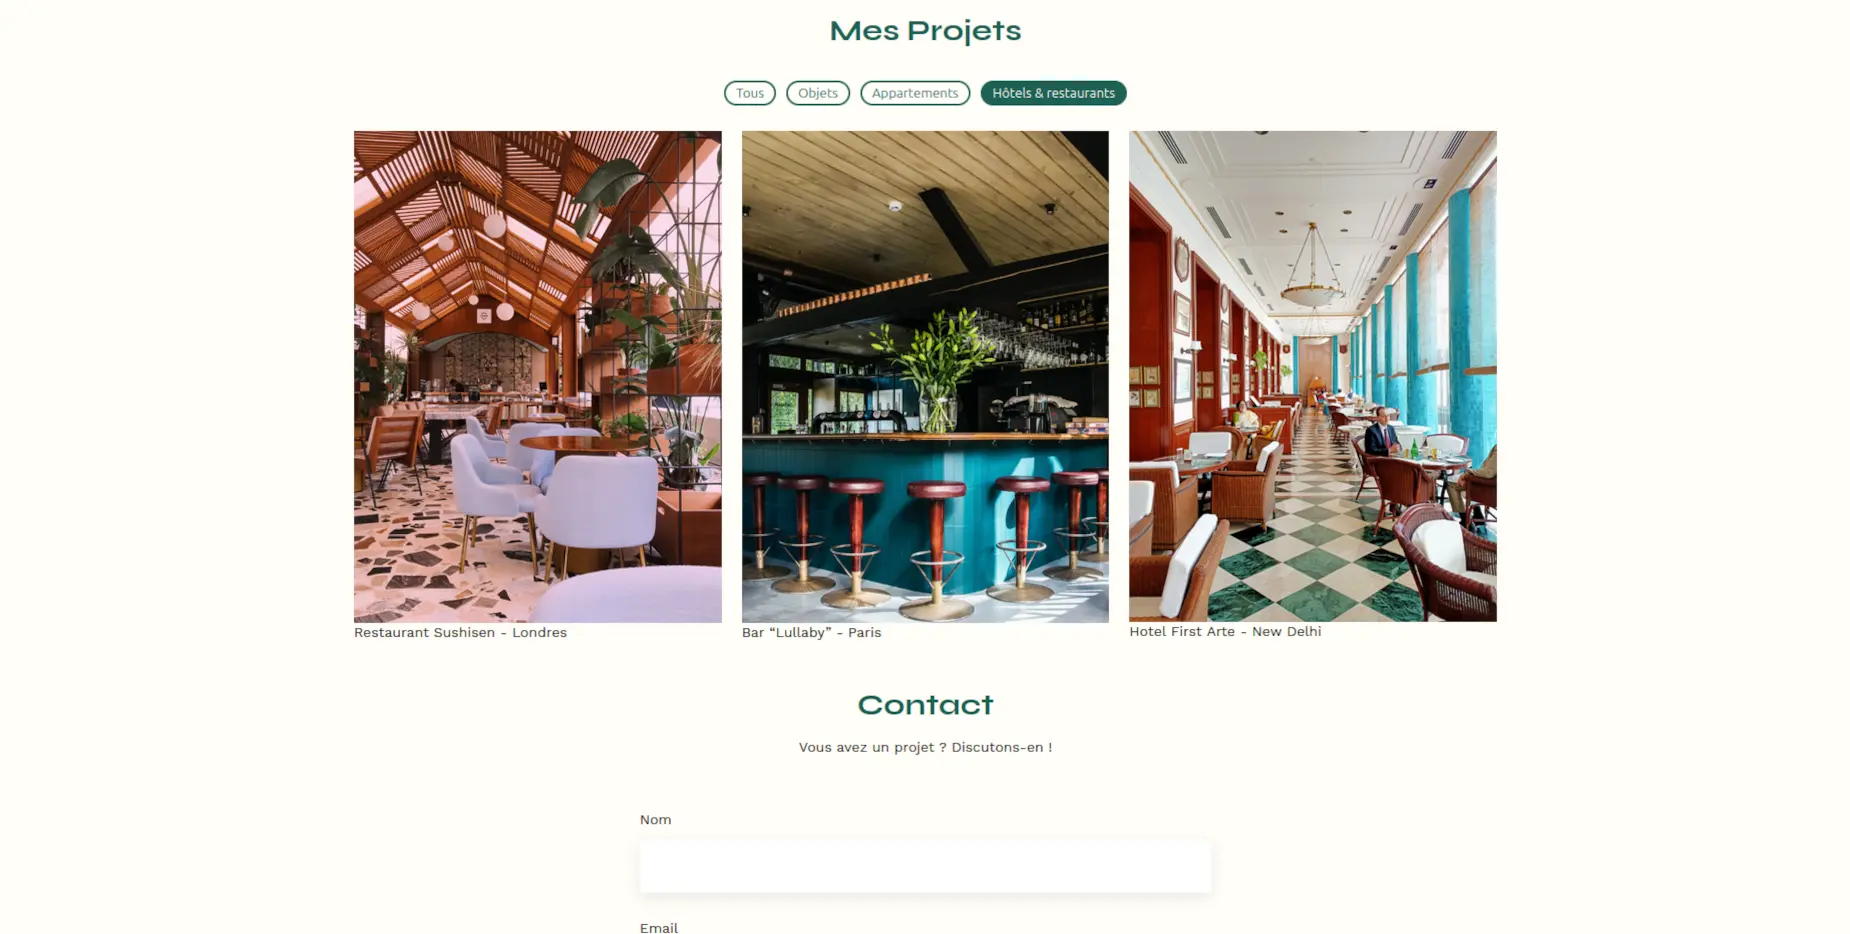 Mes Projets
Tous
Objets
Appartements
Hôtels & restaurants
Restaurant Sushisen - Londres
Bar “Lullaby” - Paris
Hotel First Arte - New Delhi
Contact
Vous avez un projet ? Discutons-en !
Nom
Email